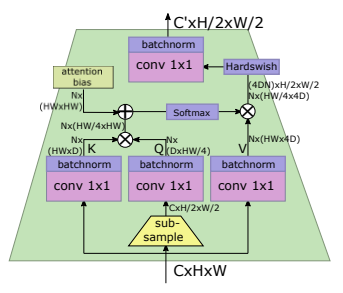 C'xH/2xW/2
batchnorm
conv 1x1
Hardswish
attention
bias
(4DN)xH/2xW/2
Nx(HW/4x4D)
Nx
(HWxHW)
Softmax
Nx(HW/4xHW)
Nx
(HWxD)
K
Q
Nx
(DxHW/4)
V
Nx(HWx4D)
batchnorm
conv 1x1
batchnorm
conv 1x1
batchnorm
conv 1x1
CxH/2xW/2
sub-
sample
CxHxW